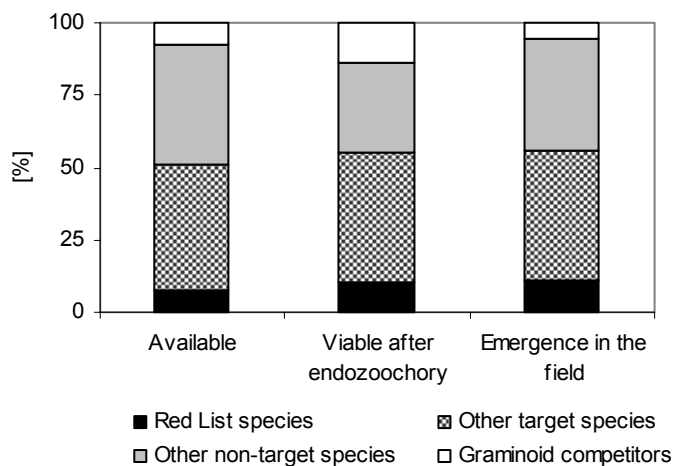 100
75
50
25
0
[%]
Available
Viable after
endozoochory
Emergence in the
field
Red List species
Other target species
Other non-target species
Graminoid competitors